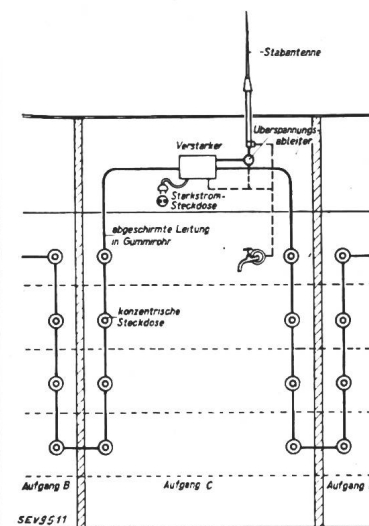 Stabantenne
Überspannungs-
ableiter
Verstärker
Starkstrom-
Steckdose
abgeschirmte Leitung
in Gummirohr
konzentrische
Steckdose
Aufgang B
Aufgang C
Aufgang
SEV9511